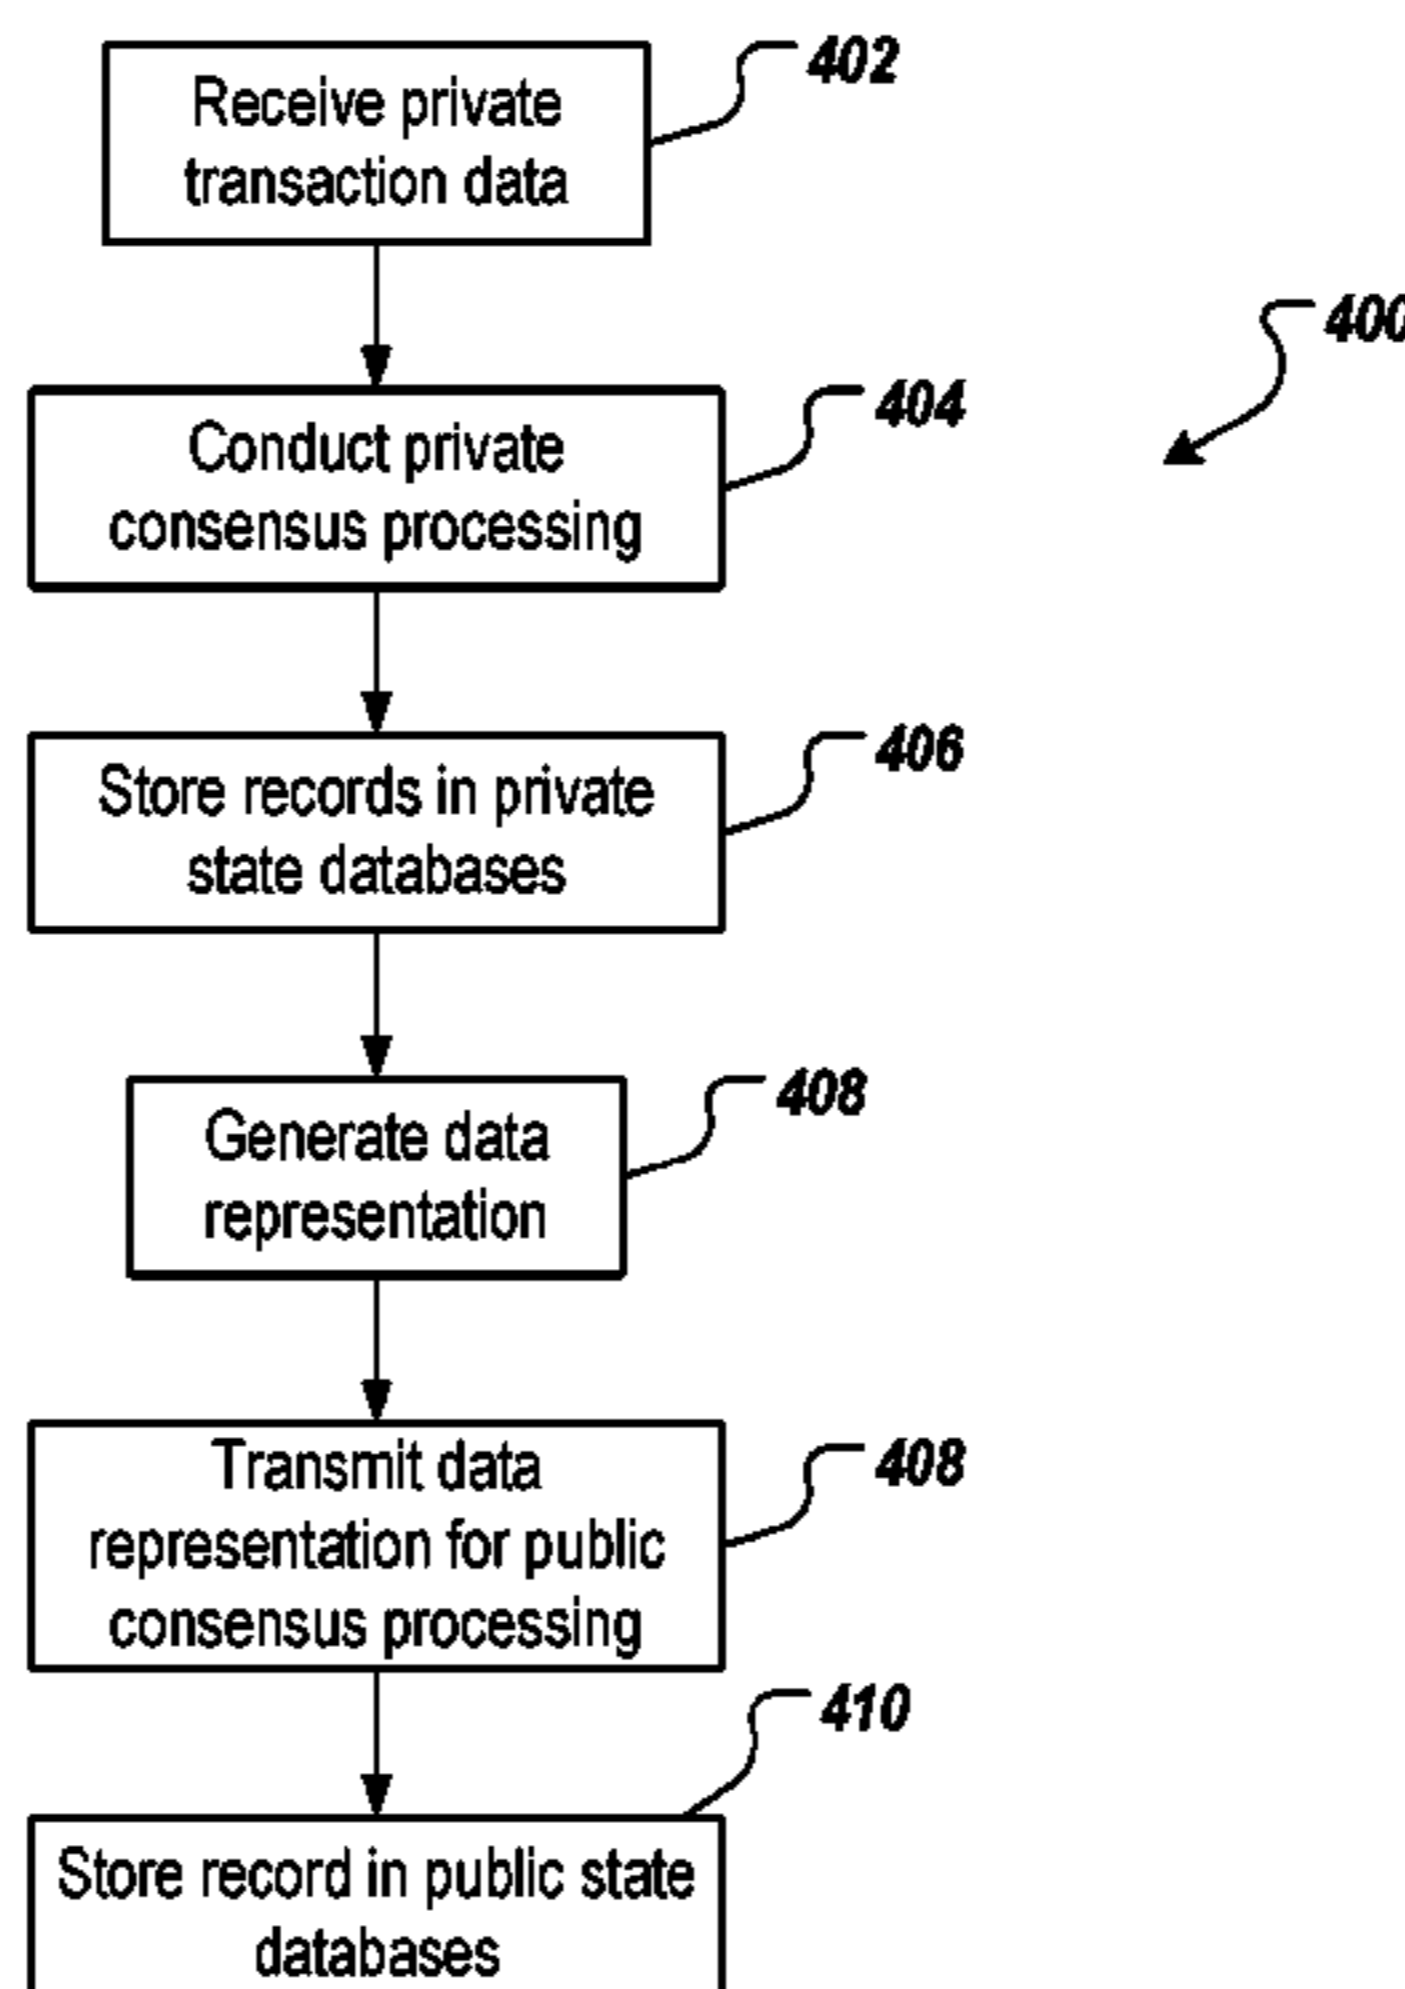 Receive private
transaction data
402
400
Conduct private
consensus processing
404
Store records in private
state databases
406
Generate data
representation
408
Transmit data
representation for public
consensus processing
408
410
Store record in public state
databases